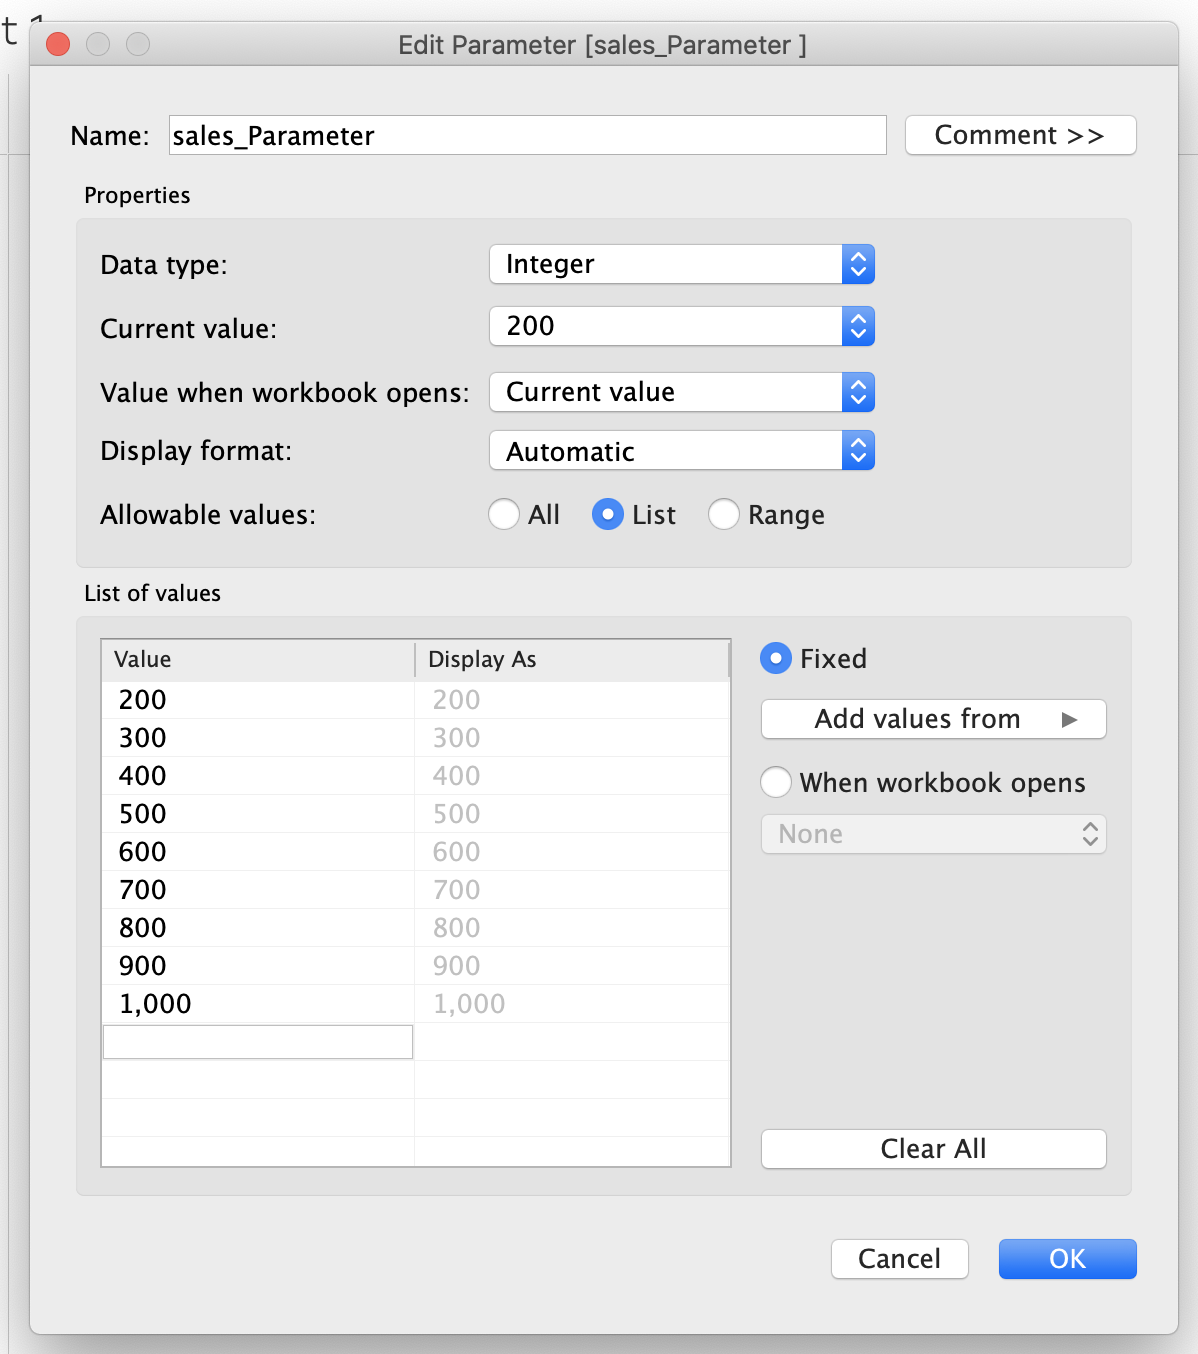 Edit Parameter [sales_Parameter ]
Name: sales_Parameter Comment >>
Properties
Data type: Integer
Current value: 200
Value when workbook opens: Current value
Display format: Automatic
Allowable values: All List Range
List of values
Value Display As
200 200
300 300
400 400
500 500
600 600
700 700
800 800
900 900
1,000 1,000
Fixed
Add values from
When workbook opens
None
Clear All
Cancel OK